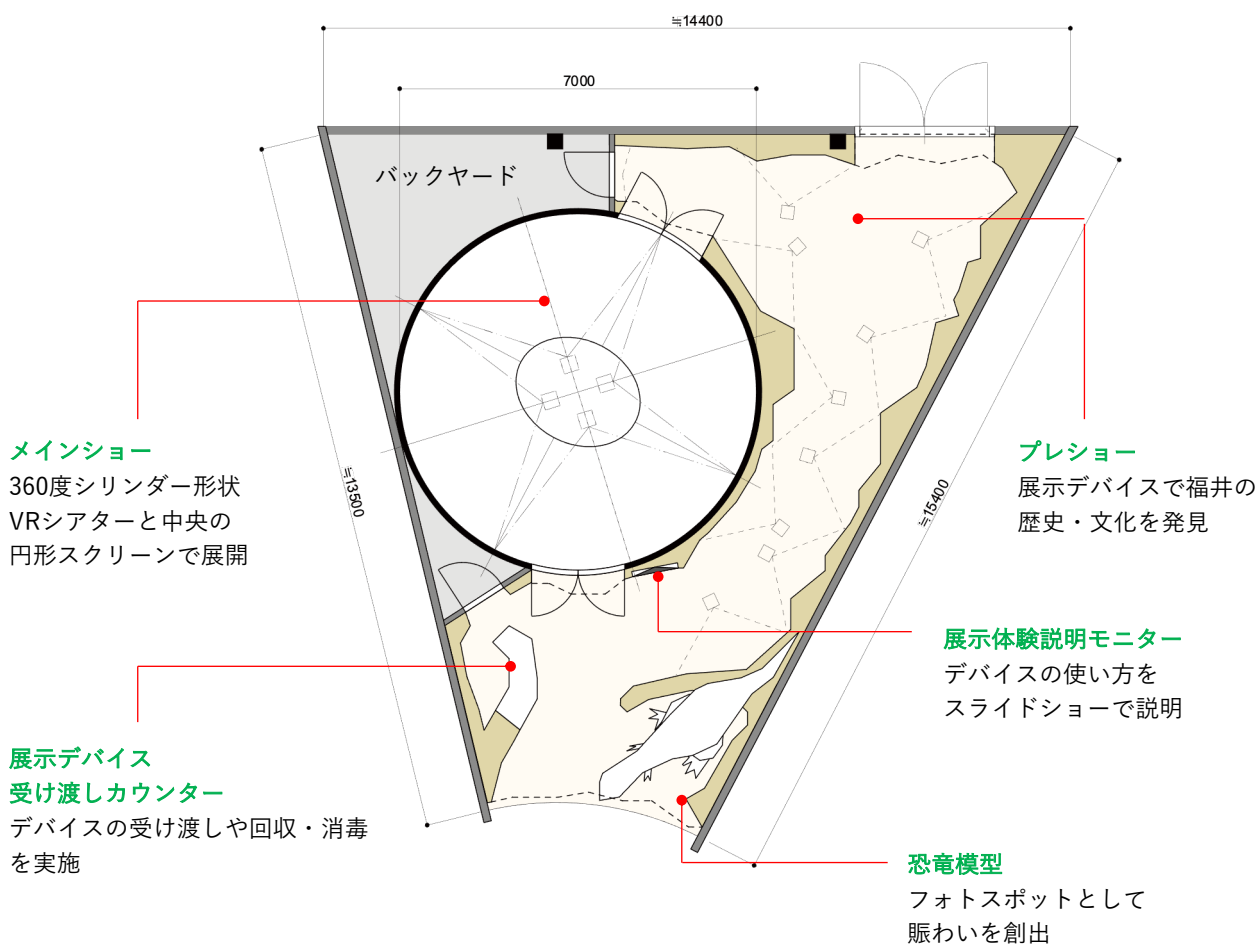 ≒14400
7000
バックヤード
≒13500
≒15400
メインショー
360度シリンダー形状
VRシアターと中央の
円形スクリーンで展開
プレショー
展示デバイスで福井の
歴史・文化を発見
展示体験説明モニター
デバイスの使い方を
スライドショーで説明
展示デバイス
受け渡しカウンター
デバイスの受け渡しや回収・消毒
を実施
恐竜模型
フォトスポットとして
賑わいを創出